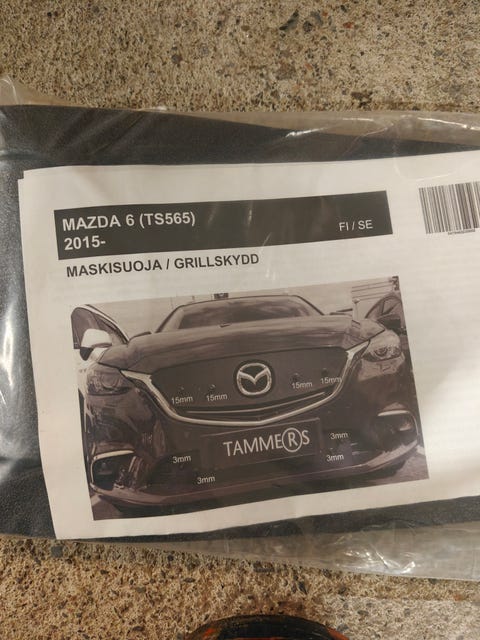 MAZDA 6 (TS565)
2015-
FI / SE
MASKISUOJA / GRILLSKYDD
15mm 15mm 15mm 15mm
TAMMERS
3mm 3mm
3mm 3mm